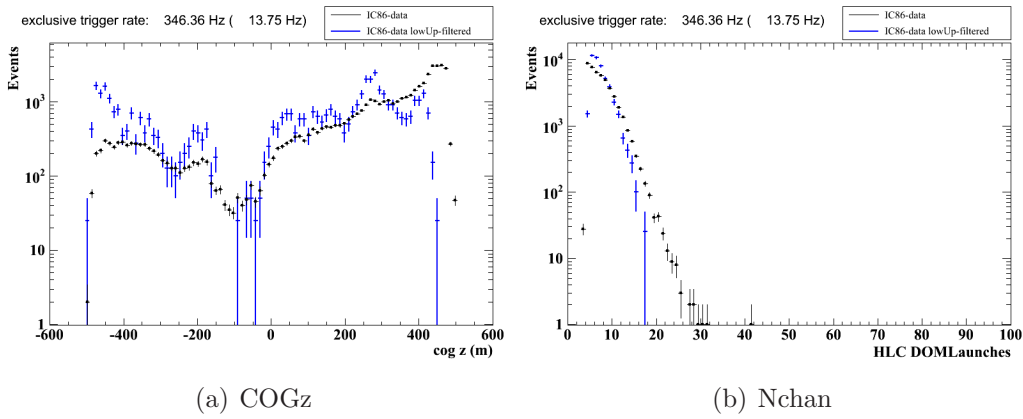 exclusive trigger rate: 346.36 Hz ( 13.75 Hz)
IC86-data
IC86-data lowUp-filtered
Events
10³
10²
10
1
-600 -400 -200 0 200 400 600
cog z (m)
(a) COGz
exclusive trigger rate: 346.36 Hz ( 13.75 Hz)
IC86-data
IC86-data lowUp-filtered
Events
10⁴
10³
10²
10
1
0 10 20 30 40 50 60 70 80 90 100
HLC DOMLaunches
(b) Nchan